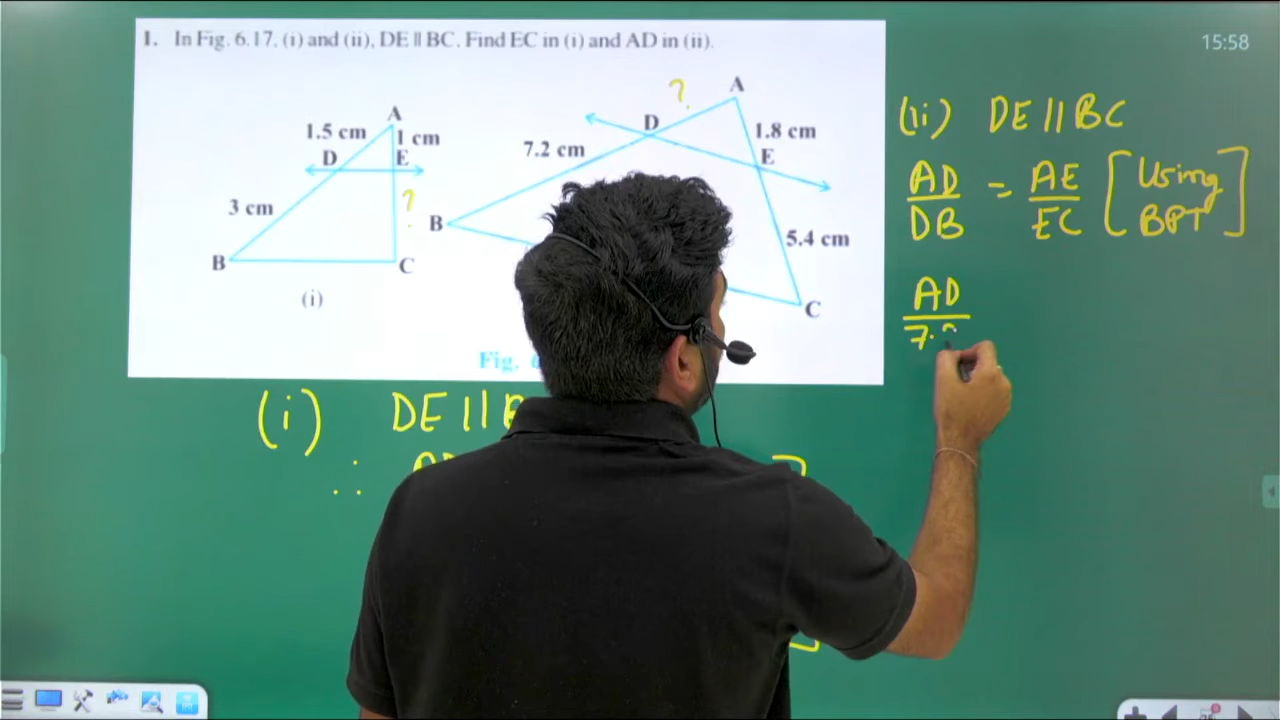 1. In Fig. 6.17, (i) and (ii), DE || BC. Find EC in (i) and AD in (ii).
15:58
A
1.5 cm
1 cm
D
E
3 cm
?
B
C
(i)
?
A
D
1.8 cm
7.2 cm
E
B
5.4 cm
C
Fig.
(ii) DE || BC
AD/DB = AE/EC [Using BPT]
AD
7.
(i) DE ||
∴